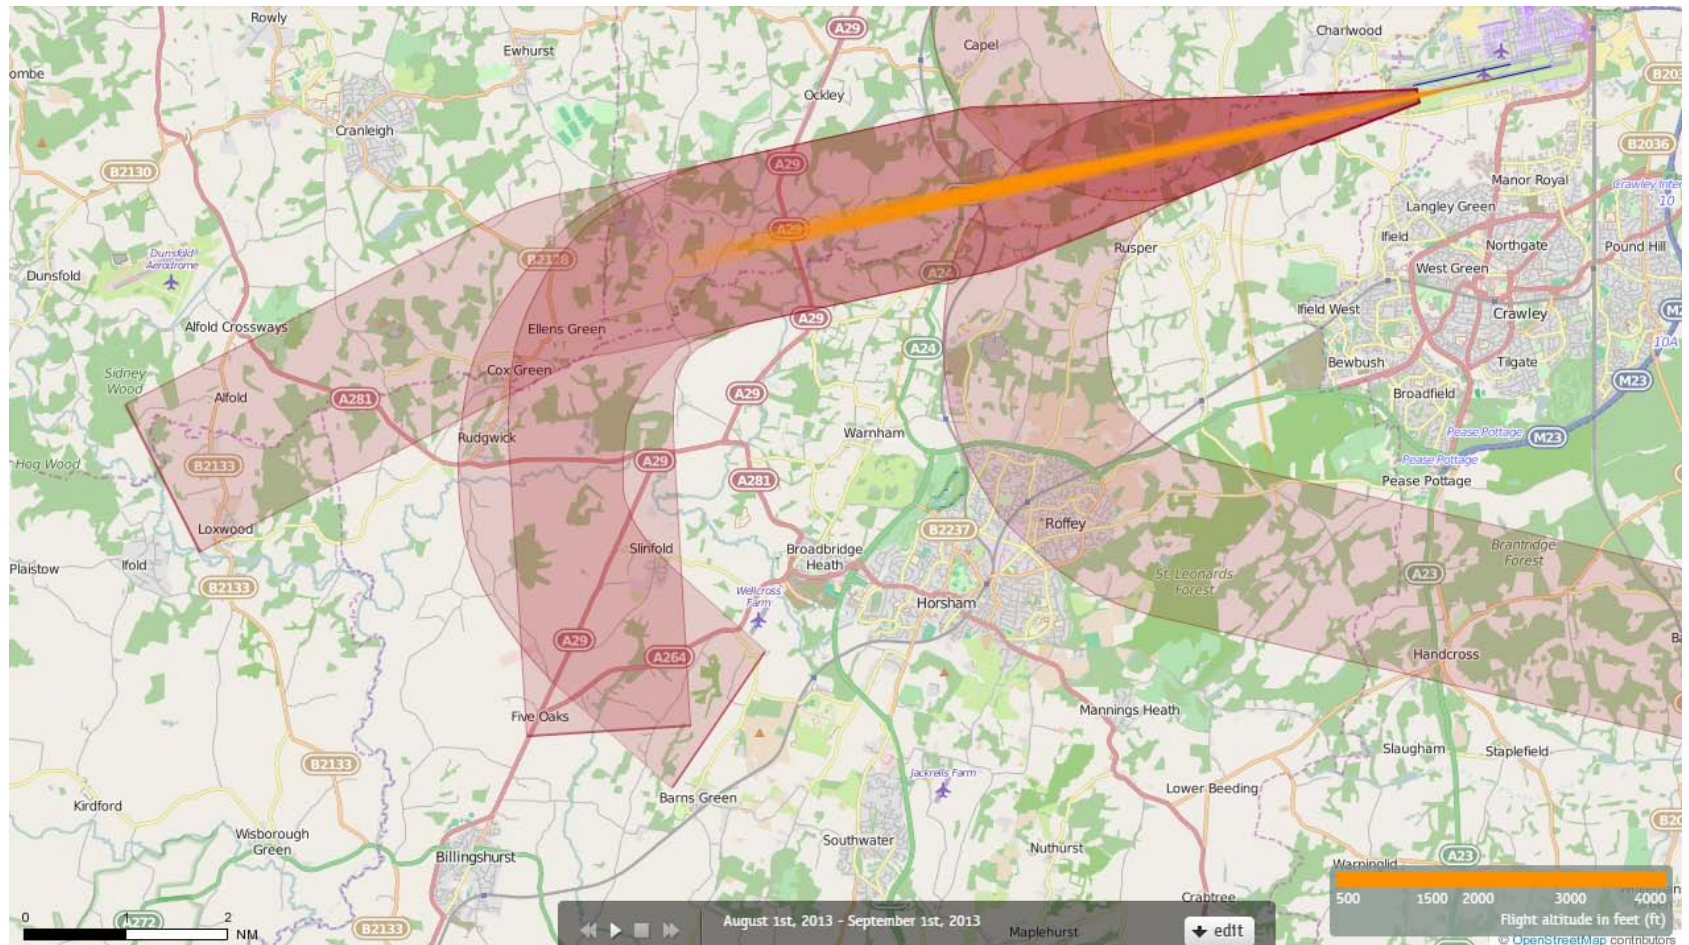 Rowly
A29
Charlwood
Capel
Ewhurst
ombe
B203
Ockley
Cranleigh
A29
B2130
B2036
Manor Royal
Crawley Inter
10
Langley Green
A29
Ifield
Northgate
Pound Hill
Rusper
Dunsfold
Aerodrome
B2128
Dunsfold
A24
West Green
Ifield West
A29
Crawley
Alfold Crossways
Ellens Green
A24
10A
Bewbush
Tilgate
Sidney
Wood
Cox Green
M23
A29
Broadfield
Alfold
A281
Warnham
Rudgwick
Pease Pottage
M23
Hog Wood
B2133
A29
Pease Pottage
A281
Pease Pottage
Loxwood
Roffey
B2237
Slinfold
Broadbridge
Heath
Brantridge
Forest
Plaistow
Ifold
St. Leonards
Forest
A23
B2133
Wellcross
Farm
Horsham
A29
A264
Handcross
Five Oaks
Mannings Heath
Slaugham
Staplefield
B2133
Jackrells Farm
Lower Beeding
Kirdford
Barns Green
Wisborough
Green
Southwater
Nuthurst
Billingshurst
A23
Warninglid
500 1500 2000 3000 4000
Crabtree
0 2
NM
A272
B2133
August 1st, 2013 - September 1st, 2013
edit
Maplehurst
Flight altitude in feet (ft)
© OpenStreetMap contributors